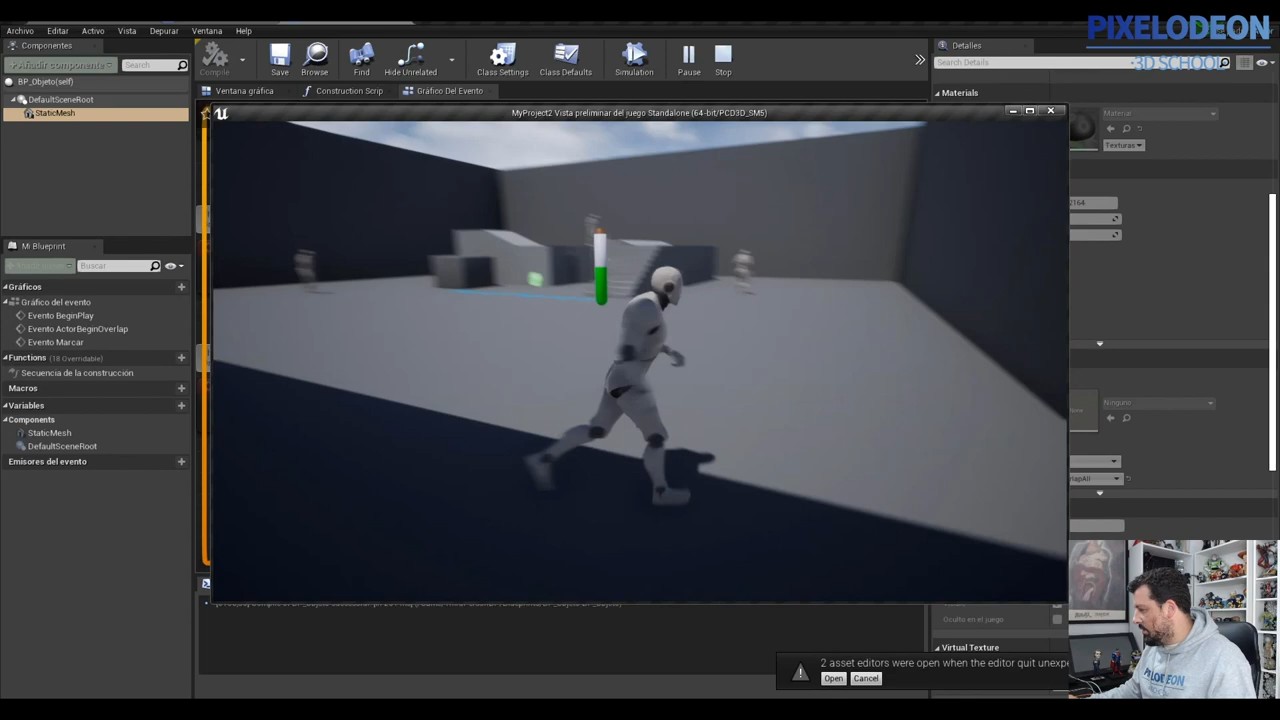 PIXELODEON
·3D SCHOOL·
Archivo Editar Activo Vista Depurar Ventana Help
Componentes
Añadir componente
Search
BP_Objeto(self)
DefaultSceneRoot
StaticMesh
Compile Save Browse Find Hide Unrelated Class Settings Class Defaults Simulation Pause Stop
Ventana gráfica
Construction Scrip
Gráfico Del Evento
MyProject2 Vista preliminar del juego Standalone (64-bit/PCD3D_SM5)
Mi Blueprint
Buscar
Gráficos
Gráfico del evento
Evento BeginPlay
Evento ActorBeginOverlap
Evento Marcar
Functions (18 Overridable)
Secuencia de la construcción
Macros
Variables
Components
StaticMesh
DefaultSceneRoot
Emisores del evento
Detalles
Search Details
Materials
Material
Texturas
2164
None
Ninguno
erlapAll
Oculto en el juego
Virtual Texture
2 asset editors were open when the editor quit unexpe
Open Cancel
PIXELODEON